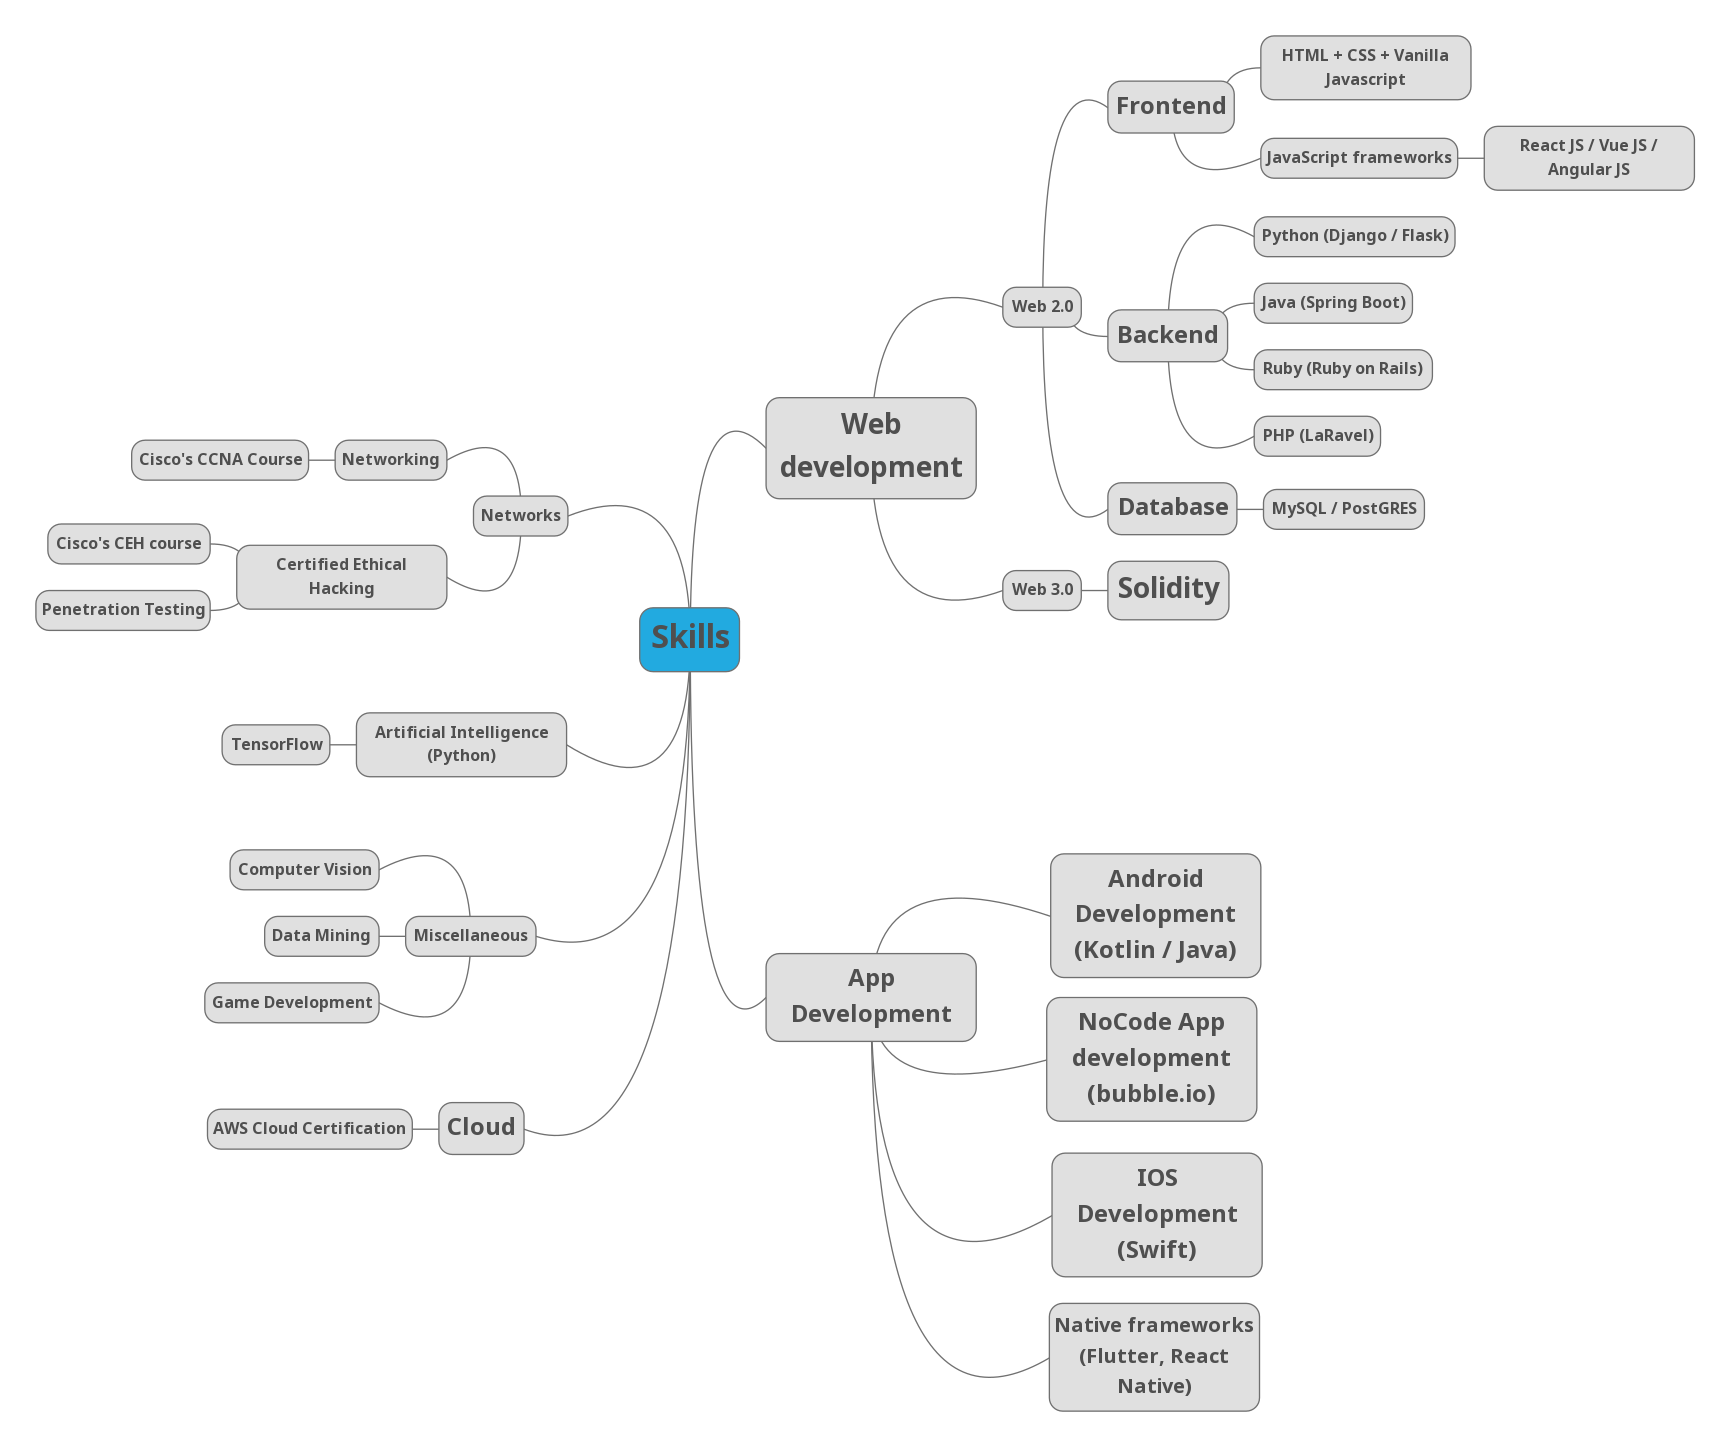 Skills
Web
development
Web 2.0
Frontend
HTML + CSS + Vanilla
Javascript
JavaScript frameworks
React JS / Vue JS /
Angular JS
Backend
Python (Django / Flask)
Java (Spring Boot)
Ruby (Ruby on Rails)
PHP (LaRavel)
Database
MySQL / PostGRES
Web 3.0
Solidity
App
Development
Android
Development
(Kotlin / Java)
NoCode App
development
(bubble.io)
IOS
Development
(Swift)
Native frameworks
(Flutter, React
Native)
Networks
Networking
Cisco's CCNA Course
Certified Ethical
Hacking
Cisco's CEH course
Penetration Testing
Artificial Intelligence
(Python)
TensorFlow
Miscellaneous
Computer Vision
Data Mining
Game Development
Cloud
AWS Cloud Certification